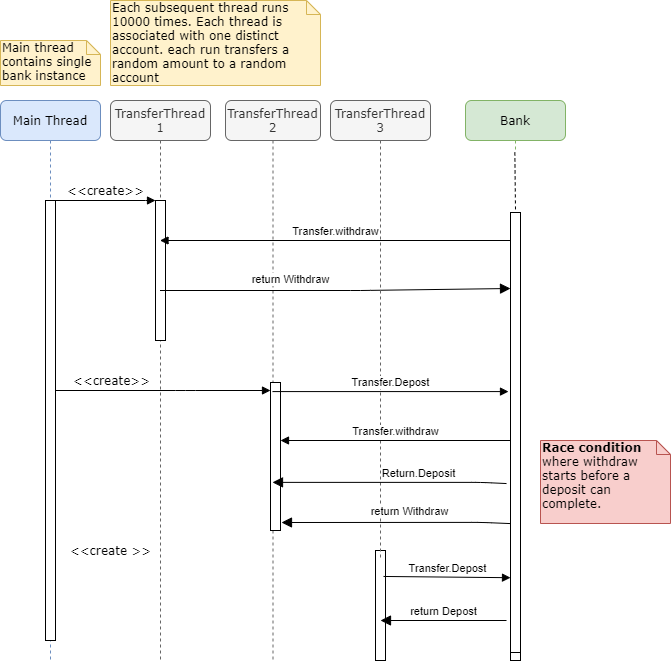 Each subsequent thread runs
10000 times. Each thread is
associated with one distinct
account. each run transfers a
random amount to a random
account
Main thread
contains single
bank instance
Main Thread
TransferThread
1
TransferThread
2
TransferThread
3
Bank
<<create>>
Transfer.withdraw
return Withdraw
<<create>>
Transfer.Depost
Transfer.withdraw
Race condition
where withdraw
starts before a
deposit can
complete.
Return.Deposit
return Withdraw
<<create >>
Transfer.Depost
return Depost